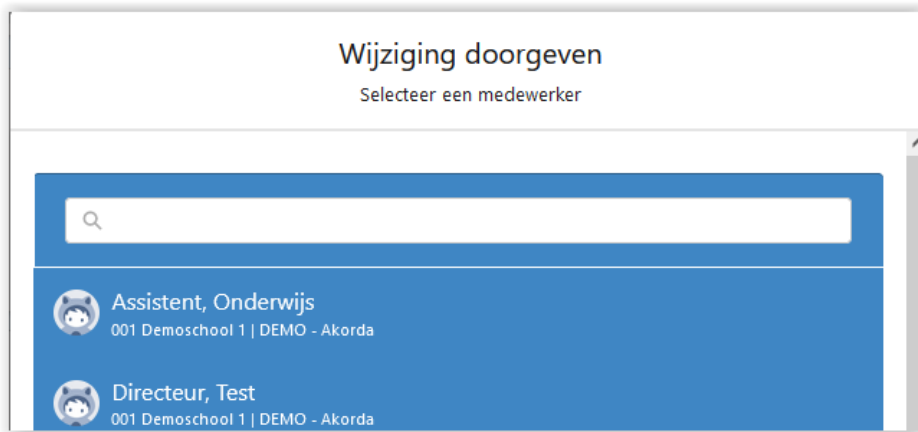 Wijziging doorgeven
Selecteer een medewerker
Assistent, Onderwijs
001 Demoschool 1 | DEMO - Akorda
Directeur, Test
001 Demoschool 1 | DEMO - Akorda